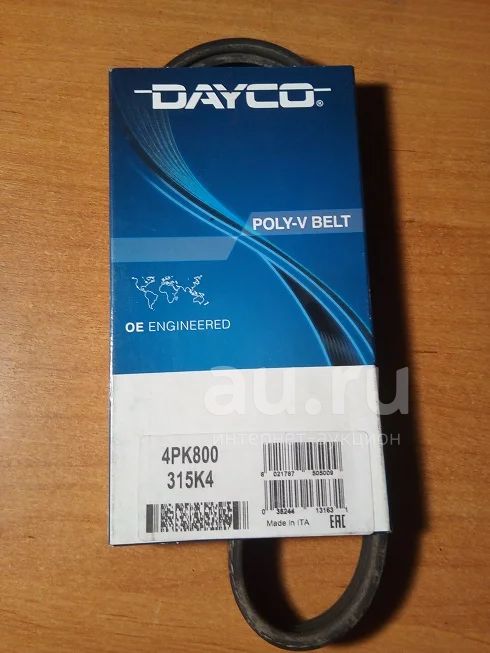 DAYCO®
POLY-V BELT
OE ENGINEERED
au.ru
интернет-аукцион
4PK800
315K4
8 021787 505009
0 38244 13163 1
Made in ITA
EAC